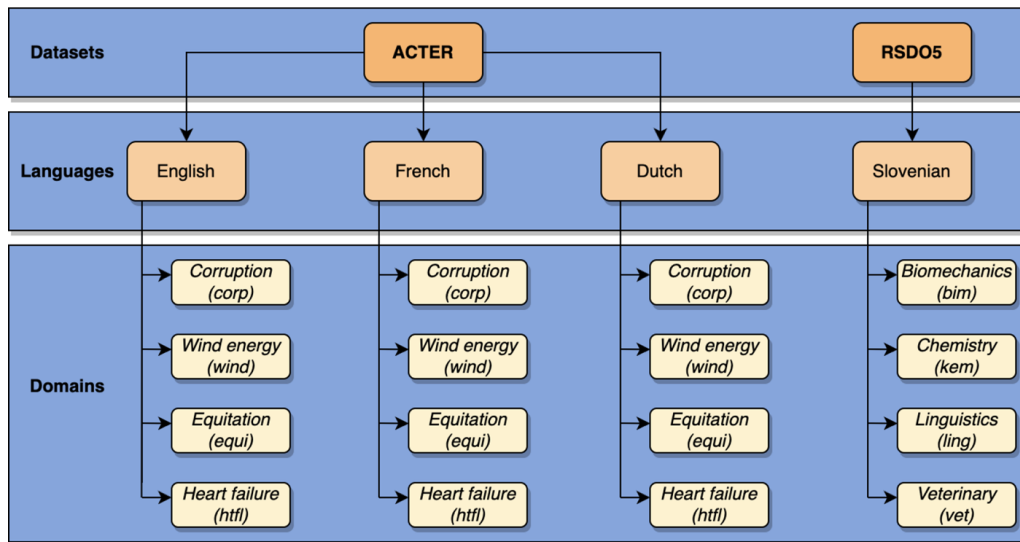 Datasets
ACTER
RSDO5
Languages
English
French
Dutch
Slovenian
Domains
Corruption
(corp)
Wind energy
(wind)
Equitation
(equi)
Heart failure
(htfl)
Corruption
(corp)
Wind energy
(wind)
Equitation
(equi)
Heart failure
(htfl)
Corruption
(corp)
Wind energy
(wind)
Equitation
(equi)
Heart failure
(htfl)
Biomechanics
(bim)
Chemistry
(kem)
Linguistics
(ling)
Veterinary
(vet)